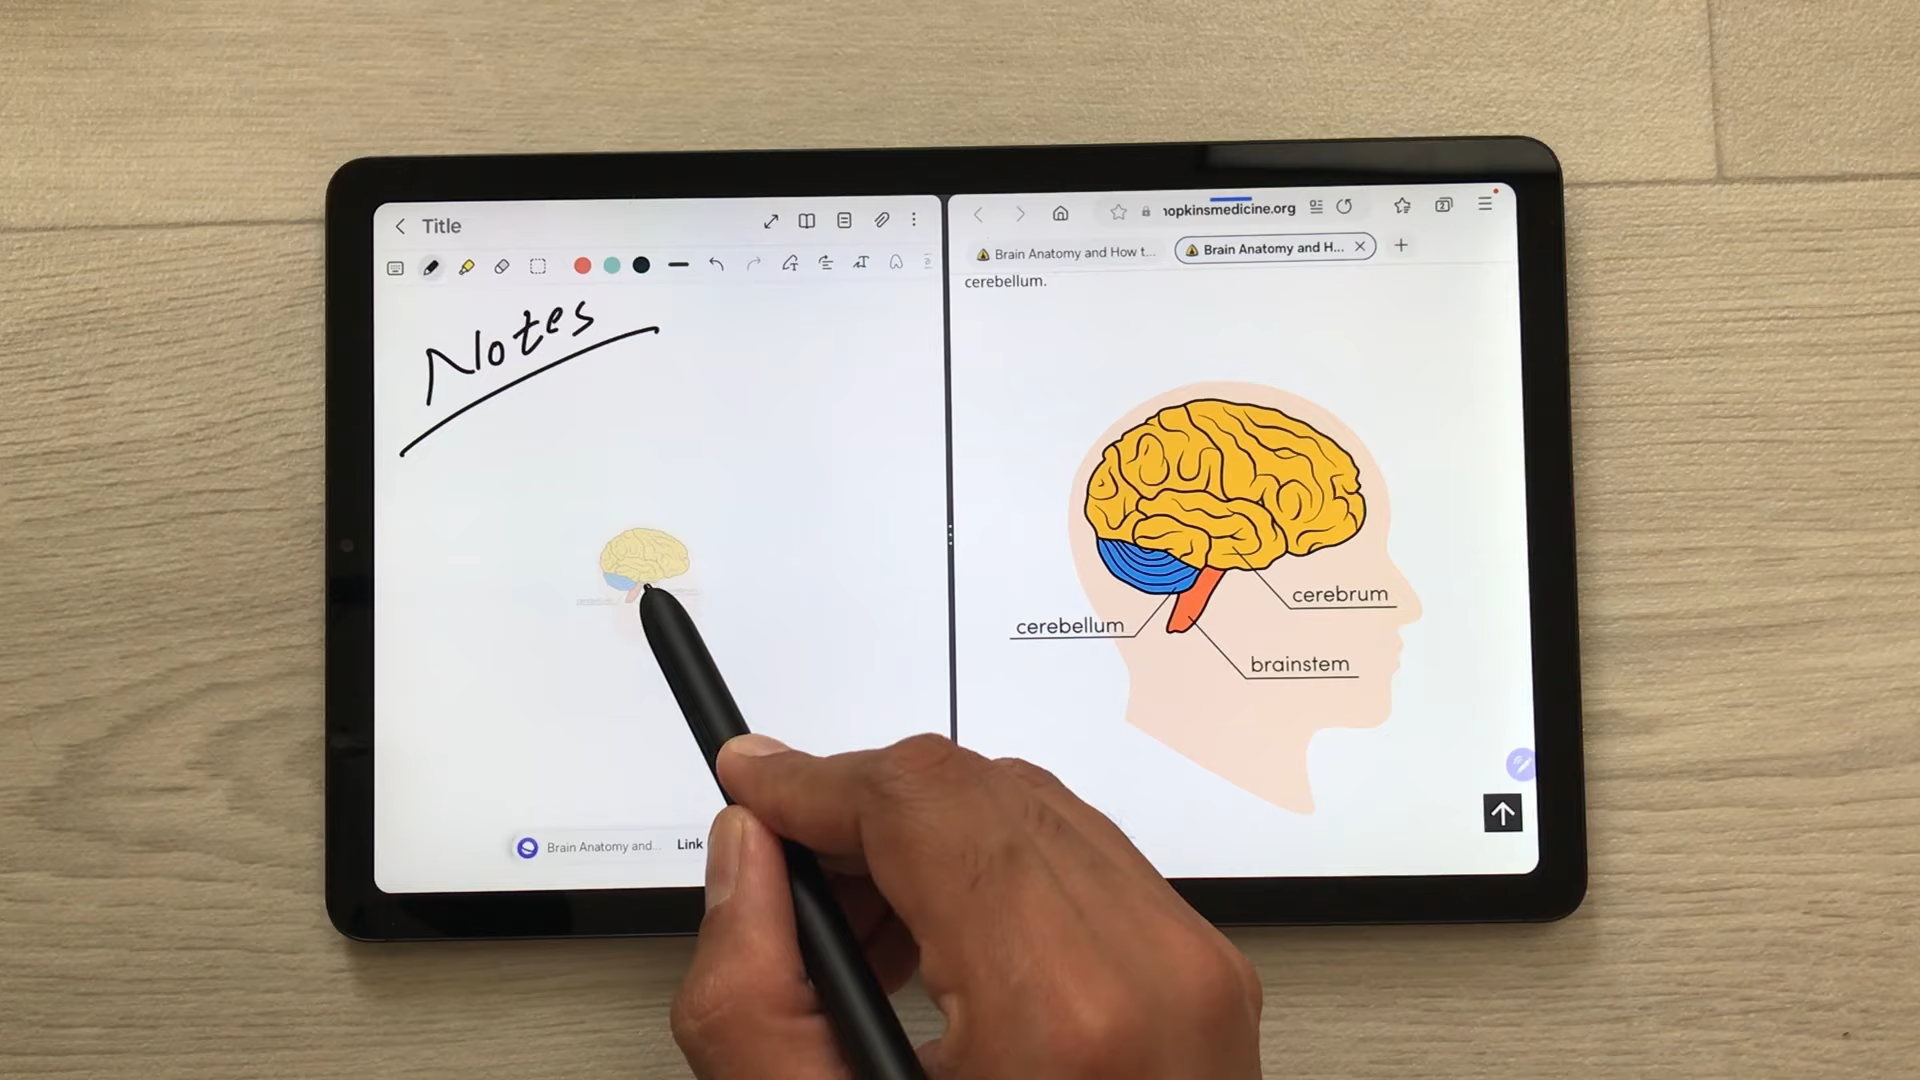 Title
Notes
Brain Anatomy and...
Link
opkinsmedicine.org
2
Brain Anatomy and How t...
Brain Anatomy and H...
cerebellum.
cerebrum
cerebellum
brainstem